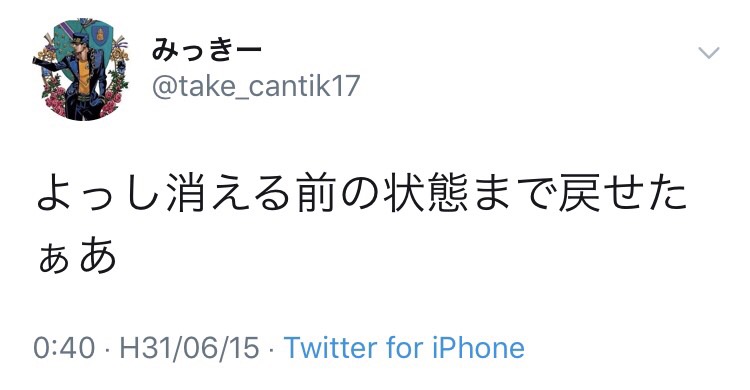 みっきー
@take_cantik17
よっし消える前の状態まで戻せた
ぁあ
0:40 · H31/06/15 · Twitter for iPhone